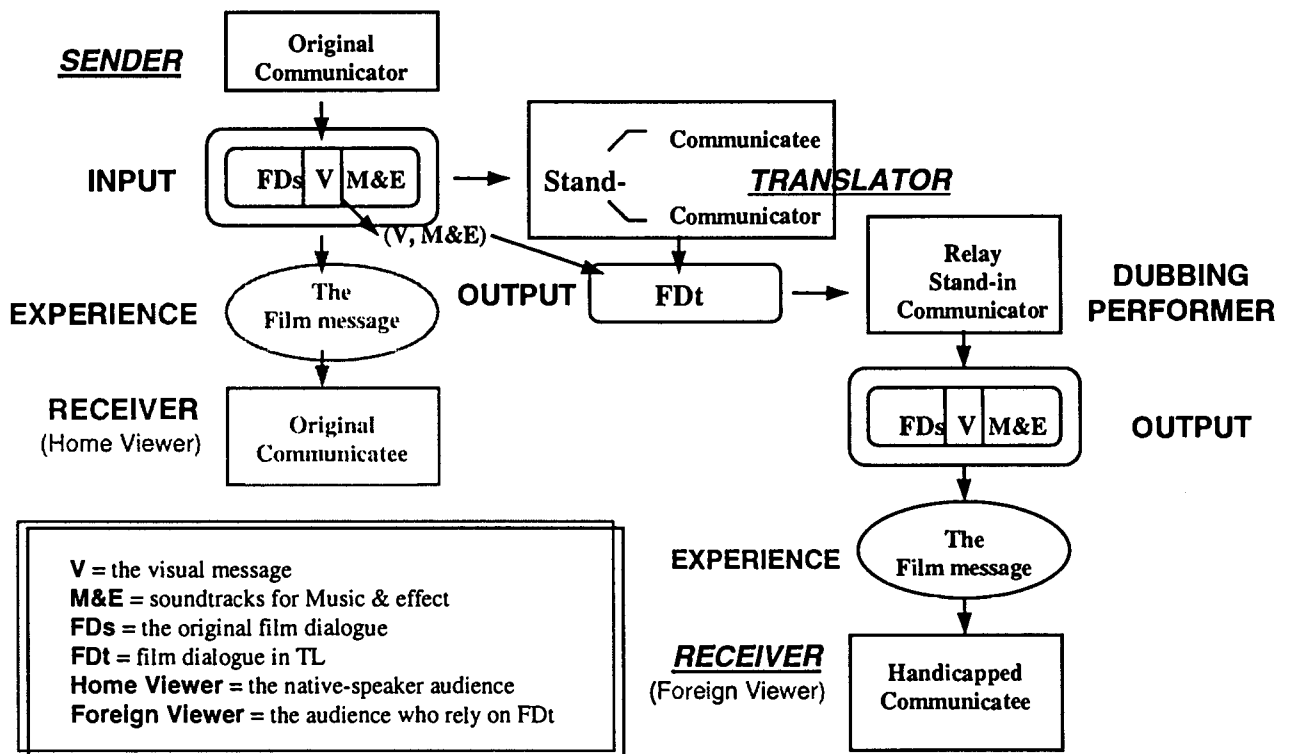 SENDER
Original
Communicator
INPUT
FDs V M&E
Stand-
Communicatee
TRANSLATOR
Communicator
(V, M&E)
EXPERIENCE
The
Film message
OUTPUT
FDt
Relay
Stand-in
Communicator
DUBBING
PERFORMER
RECEIVER
(Home Viewer)
Original
Communicatee
FDs V M&E
OUTPUT
EXPERIENCE
The
Film message
RECEIVER
(Foreign Viewer)
Handicapped
Communicatee
V = the visual message
M&E = soundtracks for Music & effect
FDs = the original film dialogue
FDt = film dialogue in TL
Home Viewer = the native-speaker audience
Foreign Viewer = the audience who rely on FDt